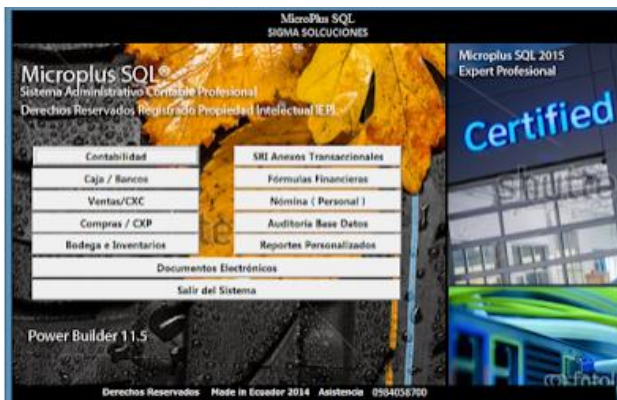 MicroPlus SQL
SIGMA SOLCUCIONES
Microplus SQL®
Sistema Administrativo Contable Profesional
Derechos Reservados Registrado Propiedad Intelectual IEPI
Microplus SQL 2015
Expert Profesional
Certified
Contabilidad
SRI Anexos Transaccionales
Caja / Bancos
Fórmulas Financieras
Ventas/CXC
Nómina ( Personal )
Compras / CXP
Auditoría Base Datos
Bodega e Inventarios
Reportes Personalizados
Documentos Electrónicos
Salir del Sistema
Power Builder 11.5
Derechos Reservados Made in Ecuador 2014 Asistencia 0984058700